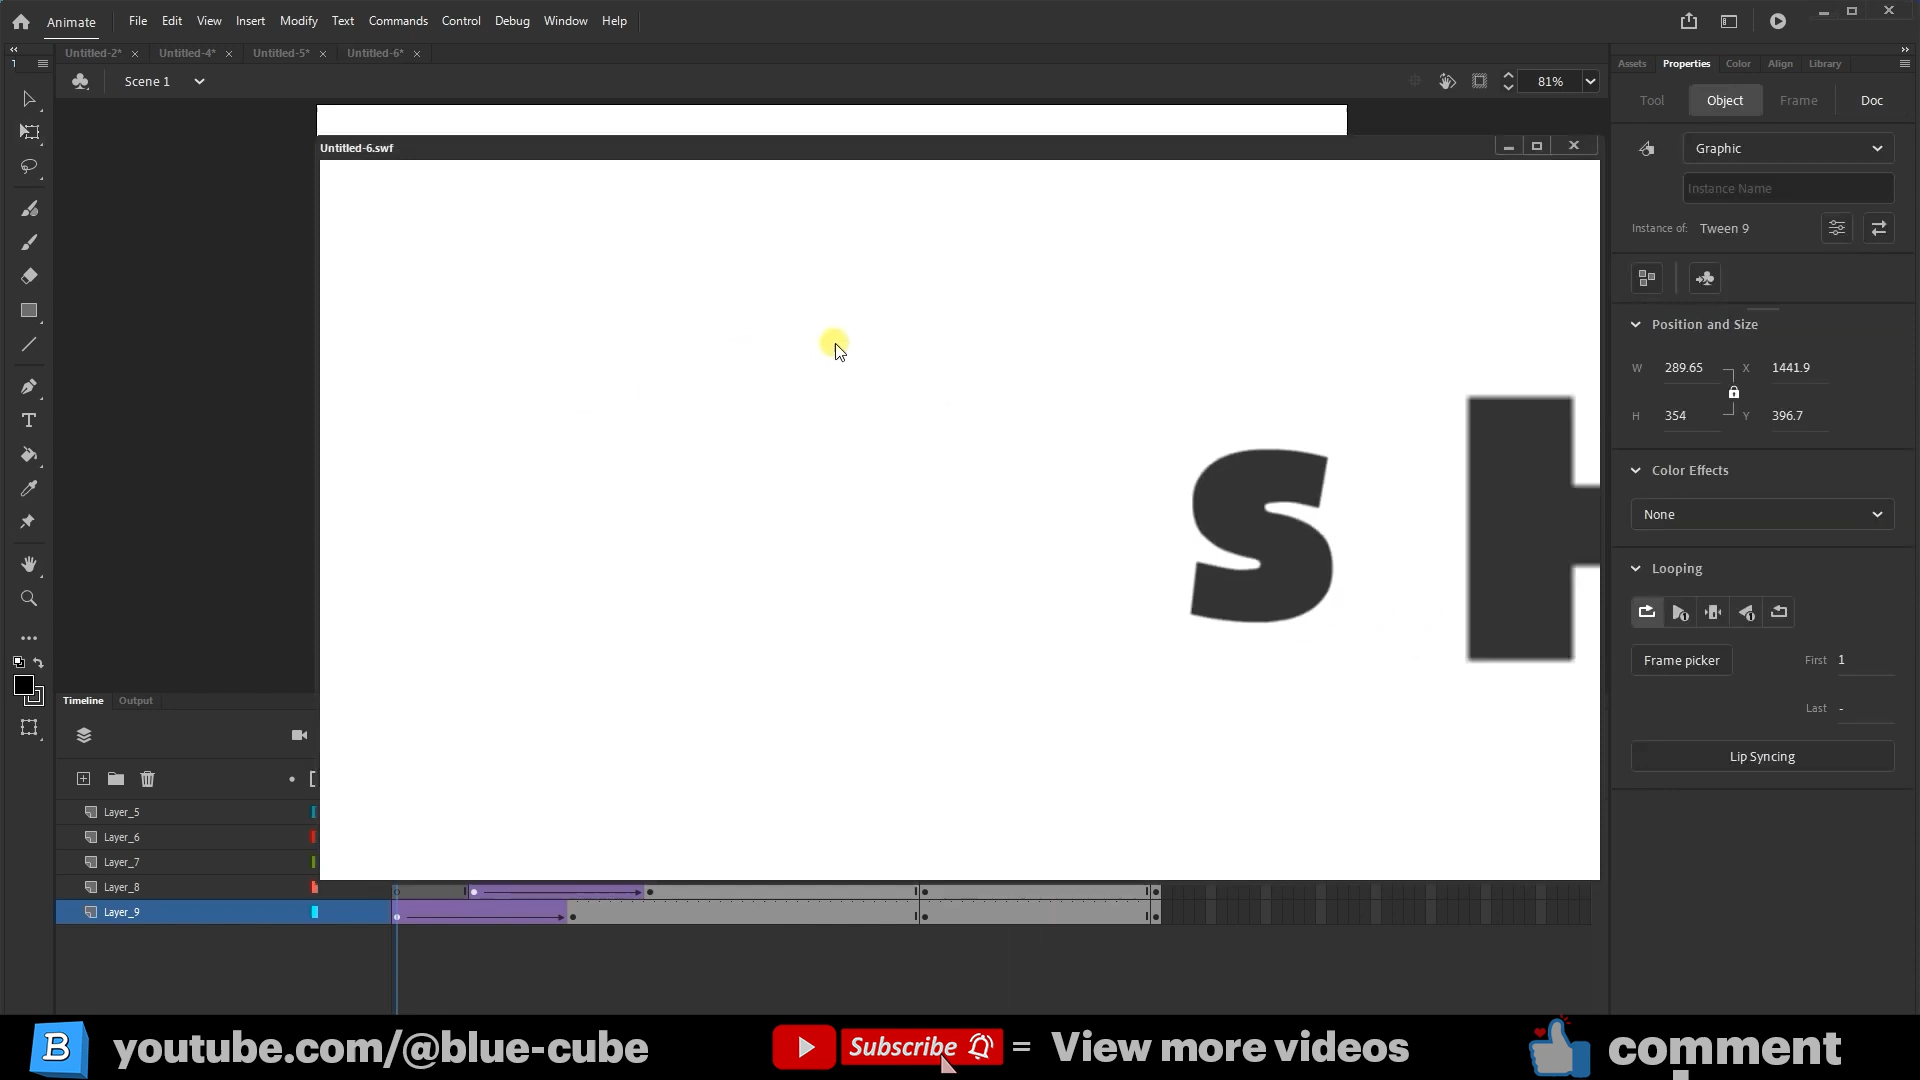 Animate File Edit View Insert Modify Text Commands Control Debug Window Help
Untitled-2* Untitled-4* Untitled-5* Untitled-6*
Assets Properties Color Align Library
Scene 1 81%
Tool Object Frame Doc
Untitled-6.swf
Graphic
Instance Name
Instance of: Tween 9
Position and Size
W 289.65 X 1441.9
H 354 Y 396.7
Color Effects
None
Looping
Frame picker First 1
Last -
Lip Syncing
s
Timeline Output
Layer_5
Layer_6
Layer_7
Layer_8
Layer_9
B youtube.com/@blue-cube Subscribe = View more videos comment